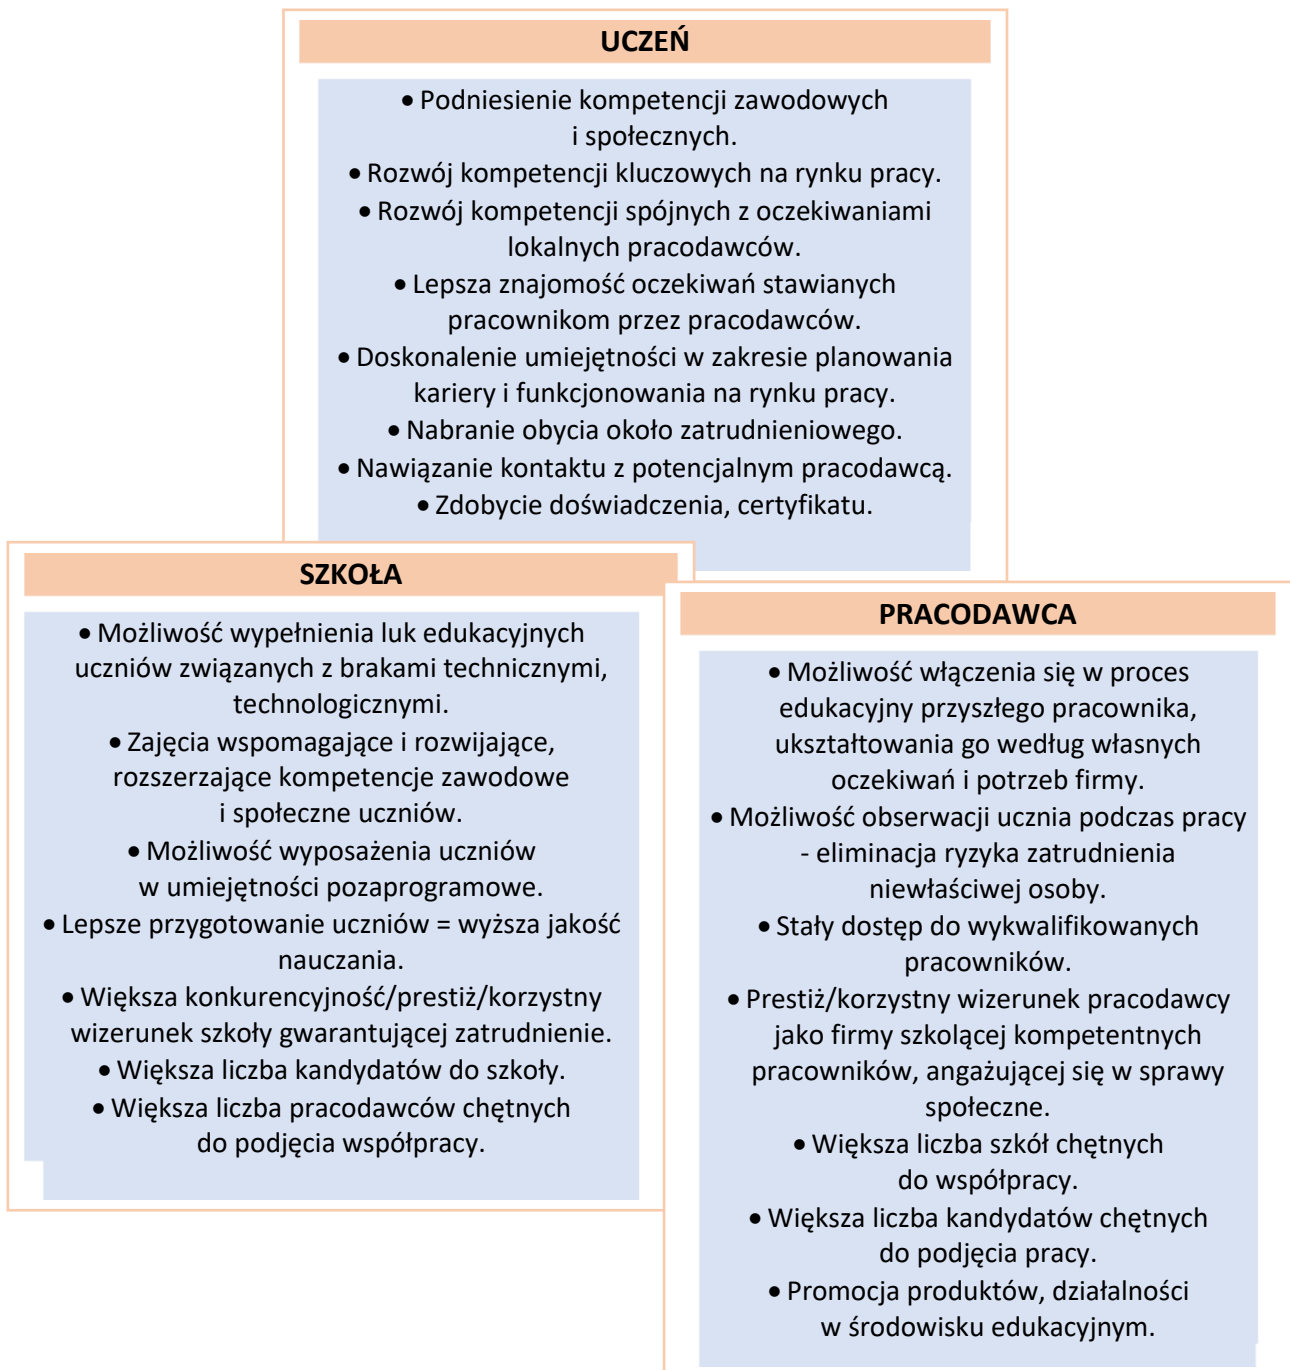 UCZEŃ
• Podniesienie kompetencji zawodowych
i społecznych.
• Rozwój kompetencji kluczowych na rynku pracy.
• Rozwój kompetencji spójnych z oczekiwaniami
lokalnych pracodawców.
• Lepsza znajomość oczekiwań stawianych
pracownikom przez pracodawców.
• Doskonalenie umiejętności w zakresie planowania
kariery i funkcjonowania na rynku pracy.
• Nabranie obycia około zatrudnieniowego.
• Nawiązanie kontaktu z potencjalnym pracodawcą.
• Zdobycie doświadczenia, certyfikatu.
SZKOŁA
• Możliwość wypełnienia luk edukacyjnych
uczniów związanych z brakami technicznymi,
technologicznymi.
• Zajęcia wspomagające i rozwijające,
rozszerzające kompetencje zawodowe
i społeczne uczniów.
• Możliwość wyposażenia uczniów
w umiejętności pozaprogramowe.
• Lepsze przygotowanie uczniów = wyższa jakość
nauczania.
• Większa konkurencyjność/prestiż/korzystny
wizerunek szkoły gwarantującej zatrudnienie.
• Większa liczba kandydatów do szkoły.
• Większa liczba pracodawców chętnych
do podjęcia współpracy.
PRACODAWCA
• Możliwość włączenia się w proces
edukacyjny przyszłego pracownika,
ukształtowania go według własnych
oczekiwań i potrzeb firmy.
• Możliwość obserwacji ucznia podczas pracy
- eliminacja ryzyka zatrudnienia
niewłaściwej osoby.
• Stały dostęp do wykwalifikowanych
pracowników.
• Prestiż/korzystny wizerunek pracodawcy
jako firmy szkolącej kompetentnych
pracowników, angażującej się w sprawy
społeczne.
• Większa liczba szkół chętnych
do współpracy.
• Większa liczba kandydatów chętnych
do podjęcia pracy.
• Promocja produktów, działalności
w środowisku edukacyjnym.